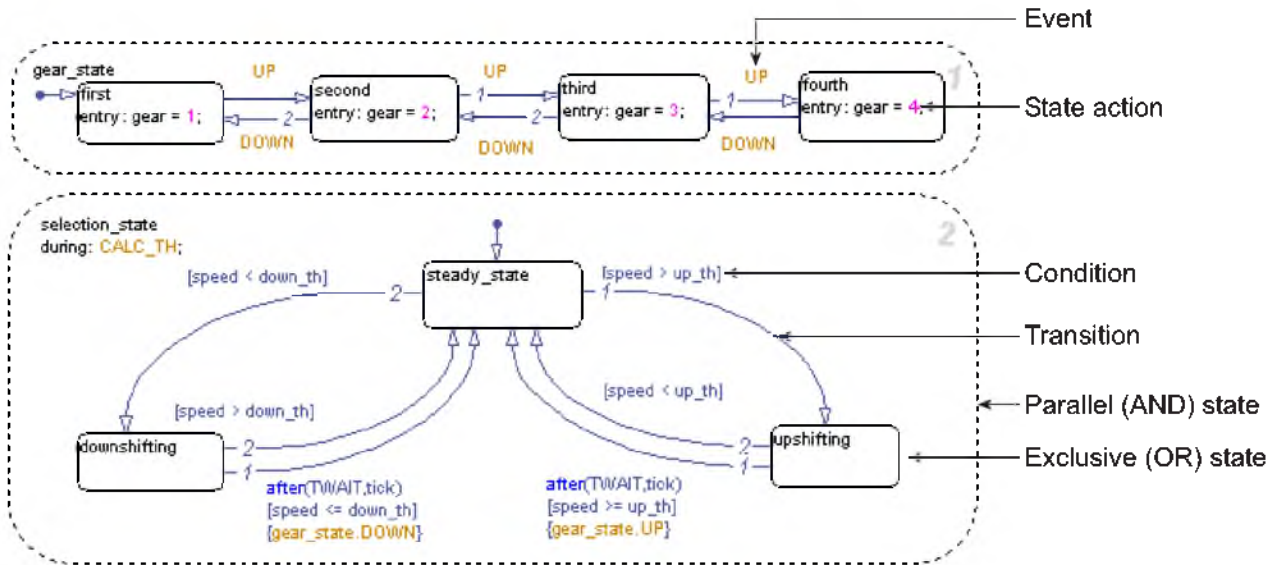 Event
gear_state
1
UP
UP
UP
first
second
third
fourth
entry: gear = 1;
entry: gear = 2;
entry: gear = 3;
entry: gear = 4;
State action
1
1
2
2
2
DOWN
DOWN
DOWN
selection_state
during: CALC_TH;
2
[speed < down_th]
steady_state
[speed > up_th]
Condition
2
1
Transition
[speed > down_th]
[speed < up_th]
Parallel (AND) state
downshifting
2
1
2
1
upshifting
Exclusive (OR) state
after(TWAIT,tick)
[speed <= down_th]
{gear_state.DOWN}
after(TWAIT,tick)
[speed >= up_th]
{gear_state.UP}